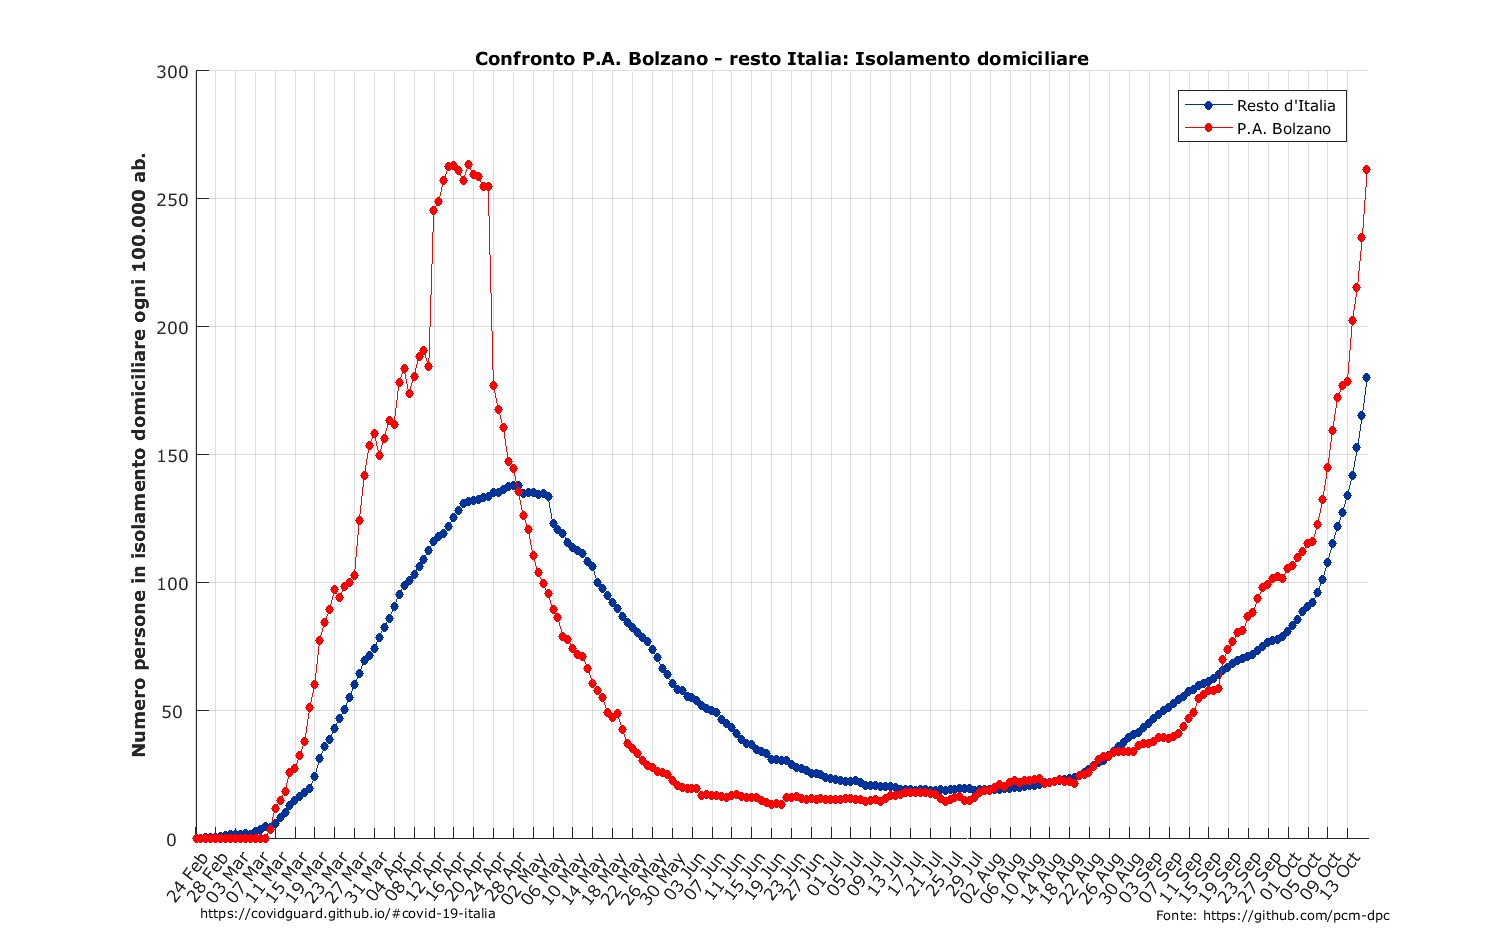 Confronto P.A. Bolzano - resto Italia: Isolamento domiciliare
Numero persone in isolamento domiciliare ogni 100.000 ab.
300
250
200
150
100
50
0
Resto d'Italia
P.A. Bolzano
24 Feb
28 Feb
03 Mar
07 Mar
11 Mar
15 Mar
19 Mar
23 Mar
27 Mar
31 Mar
04 Apr
08 Apr
12 Apr
16 Apr
20 Apr
24 Apr
28 Apr
02 May
06 May
10 May
14 May
18 May
22 May
26 May
30 May
03 Jun
07 Jun
11 Jun
15 Jun
19 Jun
23 Jun
27 Jun
01 Jul
05 Jul
09 Jul
13 Jul
17 Jul
21 Jul
25 Jul
29 Jul
02 Aug
06 Aug
10 Aug
14 Aug
18 Aug
22 Aug
26 Aug
30 Aug
03 Sep
07 Sep
11 Sep
15 Sep
19 Sep
23 Sep
27 Sep
01 Oct
05 Oct
09 Oct
13 Oct
https://covidguard.github.io/#covid-19-italia
Fonte: https://github.com/pcm-dpc